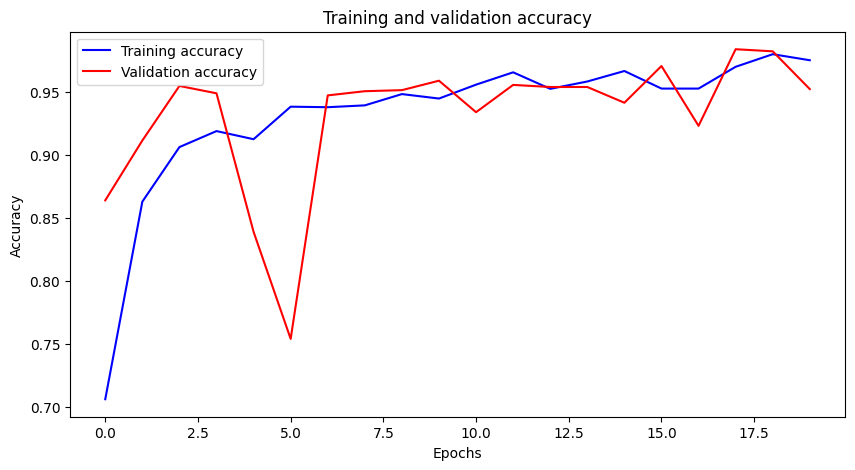 Training and validation accuracy
Training accuracy
Validation accuracy
0.95
0.90
0.85
0.80
0.75
0.70
Accuracy
0.0 2.5 5.0 7.5 10.0 12.5 15.0 17.5
Epochs